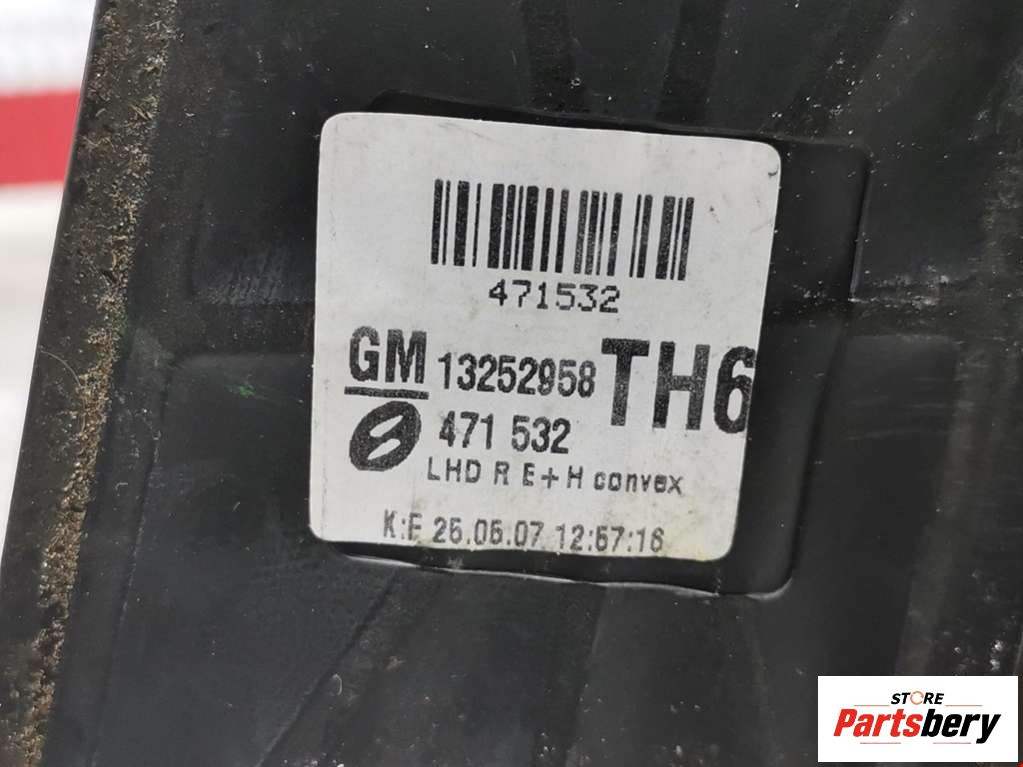 471532
GM 13252958 TH6
471 532
LHD R E+H convex
K:F 26.06.07 12:57:16
STORE
Partsbery